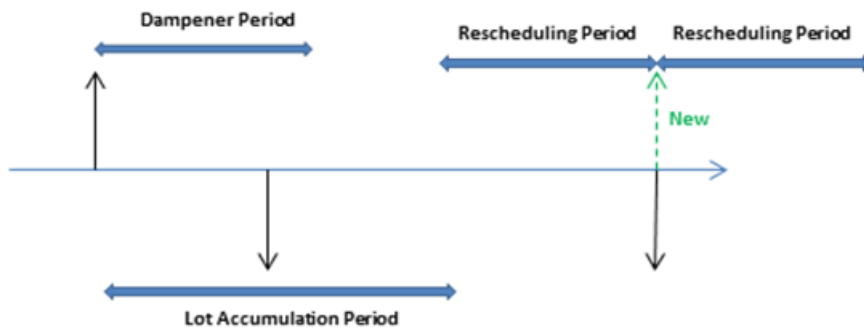 Dampener Period
Rescheduling Period
Rescheduling Period
New
Lot Accumulation Period